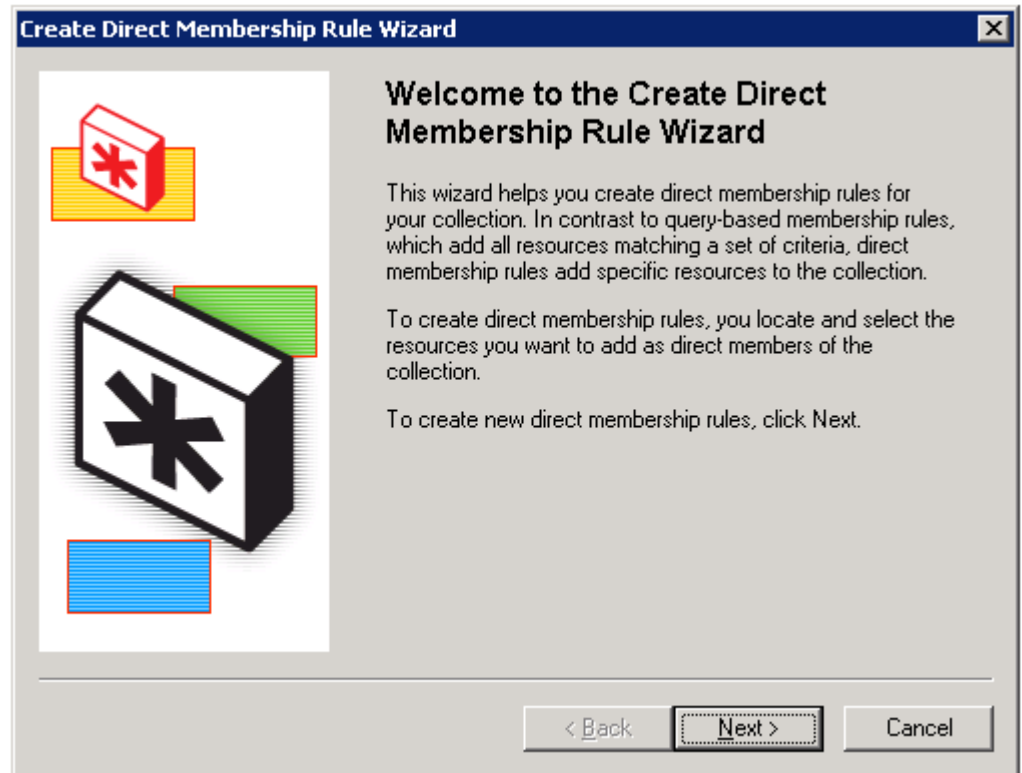 Create Direct Membership Rule Wizard
Welcome to the Create Direct
Membership Rule Wizard
This wizard helps you create direct membership rules for
your collection. In contrast to query-based membership rules,
which add all resources matching a set of criteria, direct
membership rules add specific resources to the collection.
To create direct membership rules, you locate and select the
resources you want to add as direct members of the
collection.
To create new direct membership rules, click Next.
< Back
Next >
Cancel